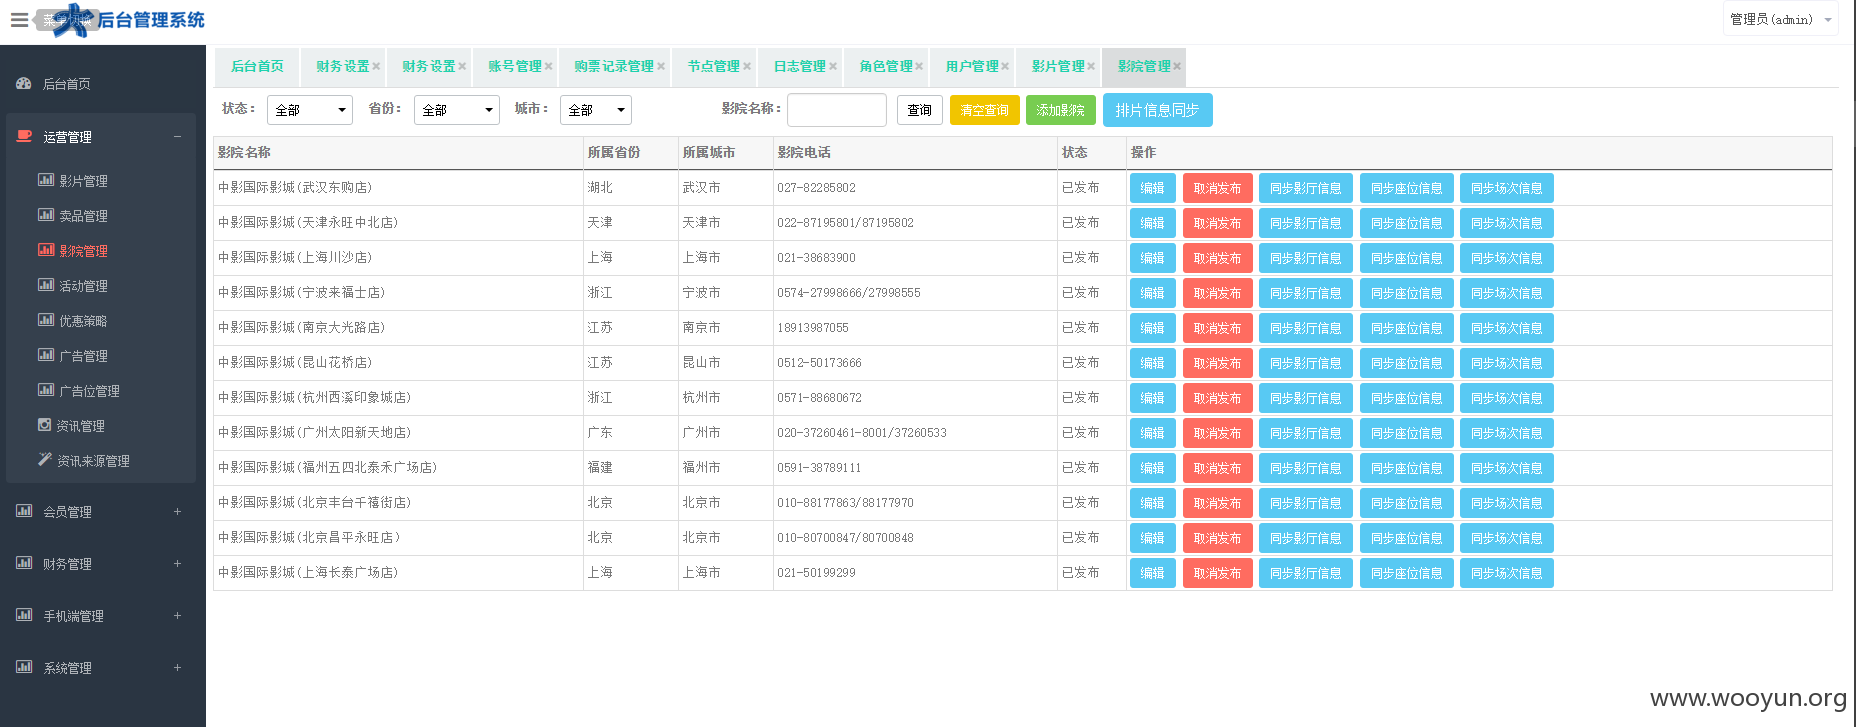 菜单切换 后台管理系统 管理员(admin)
后台首页
运营管理
影片管理
卖品管理
影院管理
活动管理
优惠策略
广告管理
广告位管理
资讯管理
资讯来源管理
会员管理
财务管理
手机端管理
系统管理
后台首页 财务设置 财务设置 账号管理 购票记录管理 节点管理 日志管理 角色管理 用户管理 影片管理 影院管理
状态： 全部 省份： 全部 城市： 全部 影院名称： 查询 清空查询 添加影院 排片信息同步
影院名称 所属省份 所属城市 影院电话 状态 操作
中影国际影城(武汉东购店) 湖北 武汉市 027-82285802 已发布 编辑 取消发布 同步影厅信息 同步座位信息 同步场次信息
中影国际影城(天津永旺中北店) 天津 天津市 022-87195801/87195802 已发布 编辑 取消发布 同步影厅信息 同步座位信息 同步场次信息
中影国际影城(上海川沙店) 上海 上海市 021-38683900 已发布 编辑 取消发布 同步影厅信息 同步座位信息 同步场次信息
中影国际影城(宁波来福士店) 浙江 宁波市 0574-27998666/27998555 已发布 编辑 取消发布 同步影厅信息 同步座位信息 同步场次信息
中影国际影城(南京大光路店) 江苏 南京市 18913987055 已发布 编辑 取消发布 同步影厅信息 同步座位信息 同步场次信息
中影国际影城(昆山花桥店) 江苏 昆山市 0512-50173666 已发布 编辑 取消发布 同步影厅信息 同步座位信息 同步场次信息
中影国际影城(杭州西溪印象城店) 浙江 杭州市 0571-88680672 已发布 编辑 取消发布 同步影厅信息 同步座位信息 同步场次信息
中影国际影城(广州太阳新天地店) 广东 广州市 020-37260461-8001/37260533 已发布 编辑 取消发布 同步影厅信息 同步座位信息 同步场次信息
中影国际影城(福州五四北泰禾广场店) 福建 福州市 0591-38789111 已发布 编辑 取消发布 同步影厅信息 同步座位信息 同步场次信息
中影国际影城(北京丰台千禧街店) 北京 北京市 010-88177863/88177970 已发布 编辑 取消发布 同步影厅信息 同步座位信息 同步场次信息
中影国际影城(北京昌平永旺店) 北京 北京市 010-80700847/80700848 已发布 编辑 取消发布 同步影厅信息 同步座位信息 同步场次信息
中影国际影城(上海长泰广场店) 上海 上海市 021-50199299 已发布 编辑 取消发布 同步影厅信息 同步座位信息 同步场次信息
www.wooyun.org